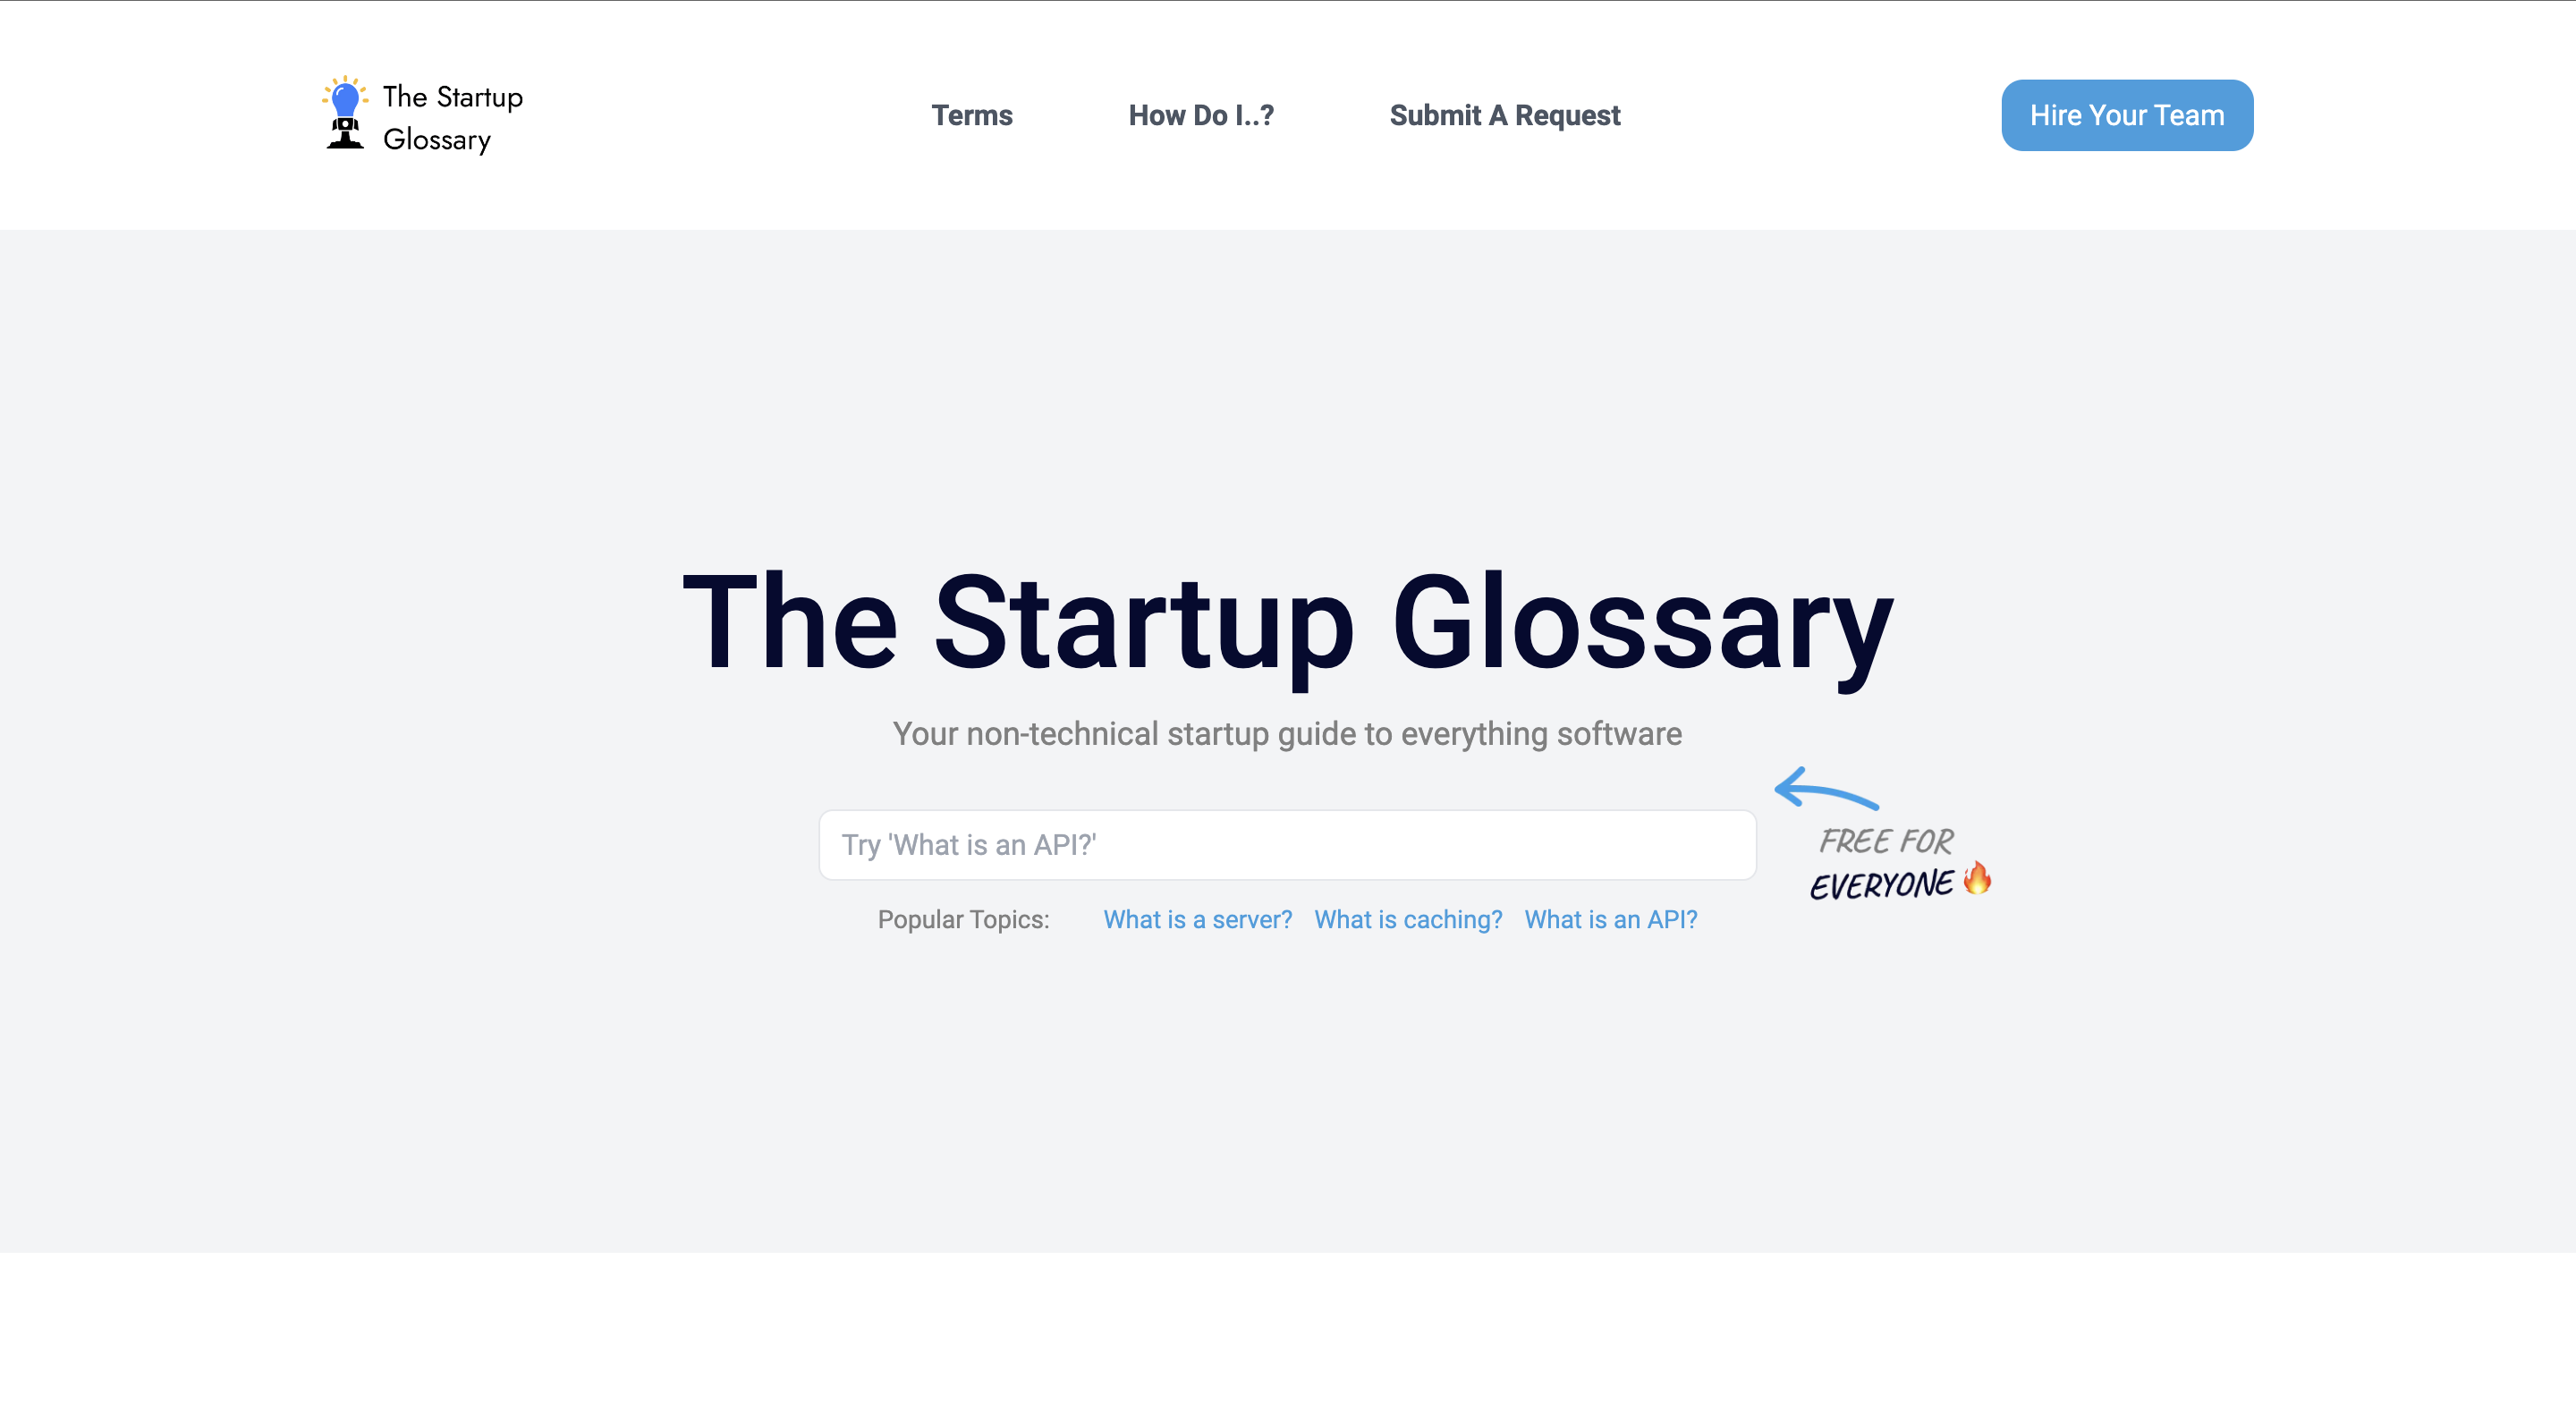 The Startup
Glossary
Terms
How Do I..?
Submit A Request
Hire Your Team
The Startup Glossary
Your non-technical startup guide to everything software
Try 'What is an API?'
FREE FOR
EVERYONE🔥
Popular Topics: What is a server? What is caching? What is an API?